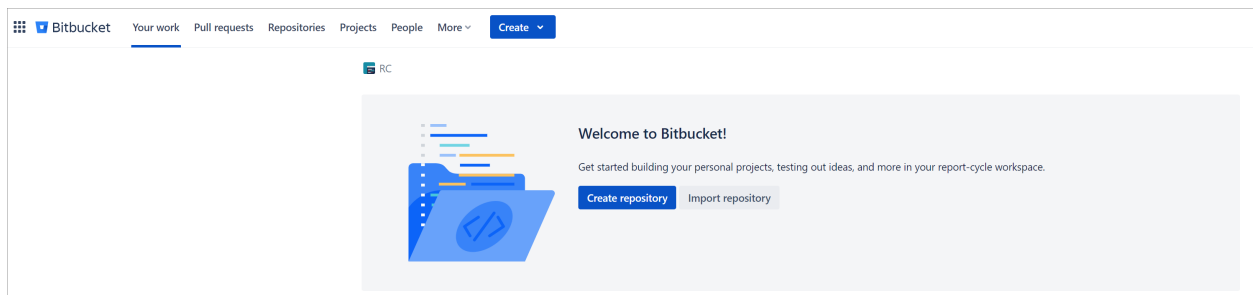 Bitbucket Your work Pull requests Repositories Projects People More Create
RC
Welcome to Bitbucket!
Get started building your personal projects, testing out ideas, and more in your report-cycle workspace.
Create repository Import repository